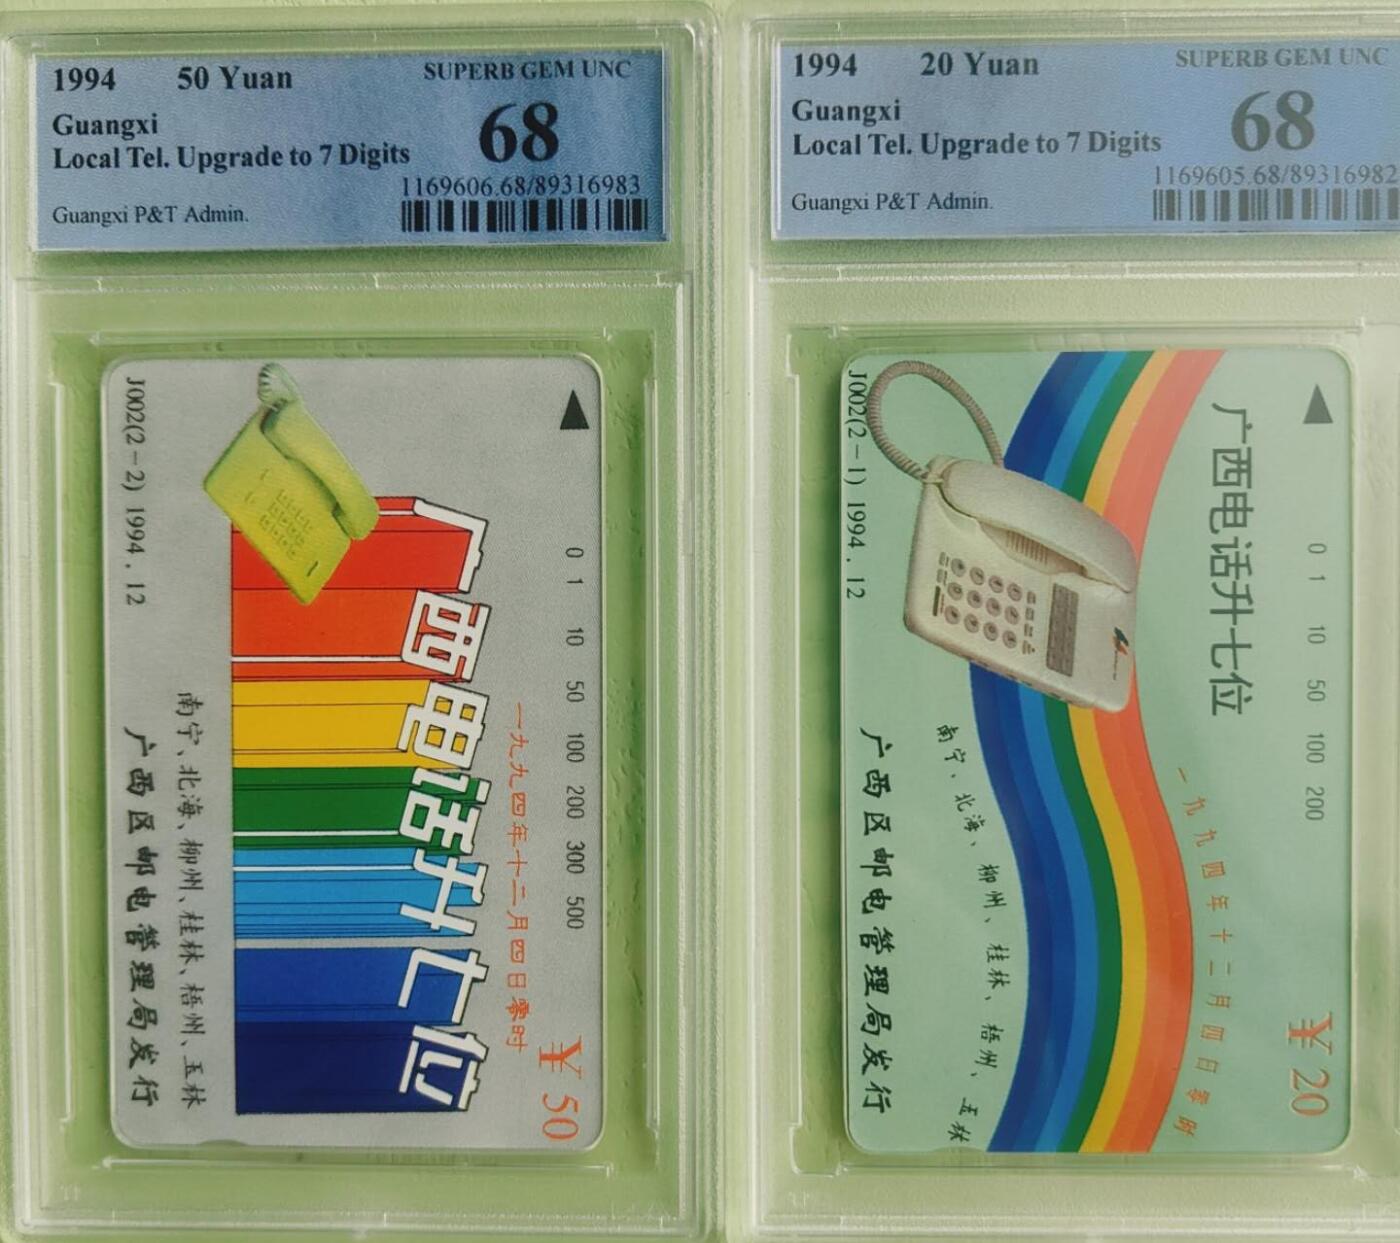 1994 50 Yuan
SUPERB GEM UNC
68
Guangxi
Local Tel. Upgrade to 7 Digits
1169606.68/89316983
Guangxi P&T Admin.
0 1 10 50 100 200 300 500
¥50
一九九四年十二月四日零时
广西电话升七位
南宁、北海、柳州、桂林、梧州、玉林
J002(2-2) 1994.12
广西区邮电管理局发行
1994 20 Yuan
SUPERB GEM UNC
68
Guangxi
Local Tel. Upgrade to 7 Digits
1169605.68/89316982
Guangxi P&T Admin.
0 1 10 50 100 200
¥20
广西电话升七位
一九九四年十二月四日零时
南宁、北海、柳州、桂林、梧州、玉林
J002(2-1) 1994.12
广西区邮电管理局发行